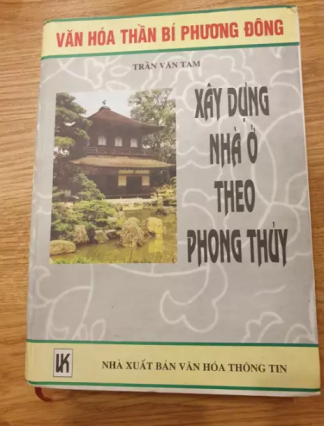 VĂN HÓA THẦN BÍ PHƯƠNG ĐÔNG
TRẦN VĂN TAM
XÂY DỰNG
NHÀ Ở
THEO
PHONG THỦY
VK
NHÀ XUẤT BẢN VĂN HÓA THÔNG TIN